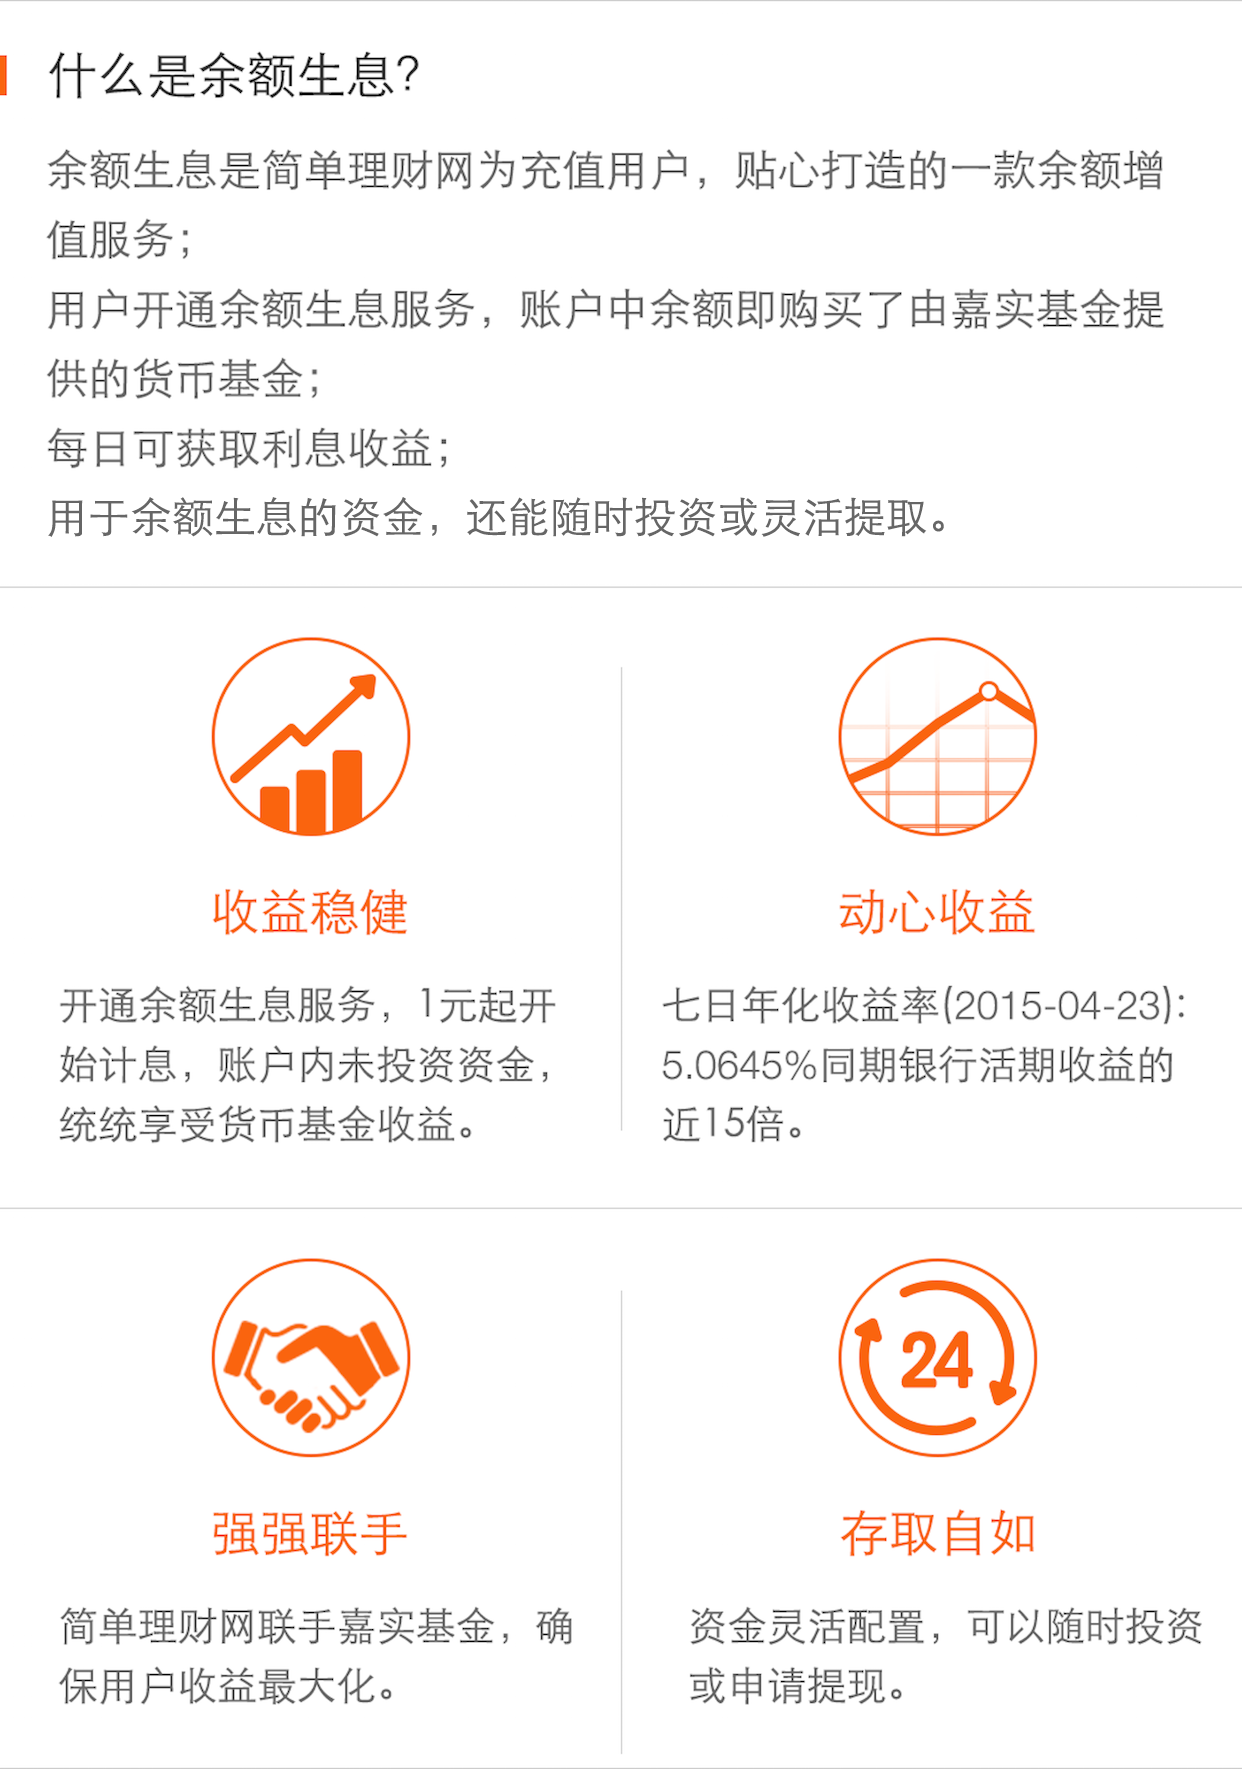 什么是余额生息?
余额生息是简单理财网为充值用户，贴心打造的一款余额增
值服务；
用户开通余额生息服务，账户中余额即购买了由嘉实基金提
供的货币基金；
每日可获取利息收益；
用于余额生息的资金，还能随时投资或灵活提取。
收益稳健
开通余额生息服务，1元起开
始计息，账户内未投资资金，
统统享受货币基金收益。
动心收益
七日年化收益率(2015-04-23):
5.0645%同期银行活期收益的
近15倍。
24
强强联手
简单理财网联手嘉实基金，确
保用户收益最大化。
存取自如
资金灵活配置，可以随时投资
或申请提现。